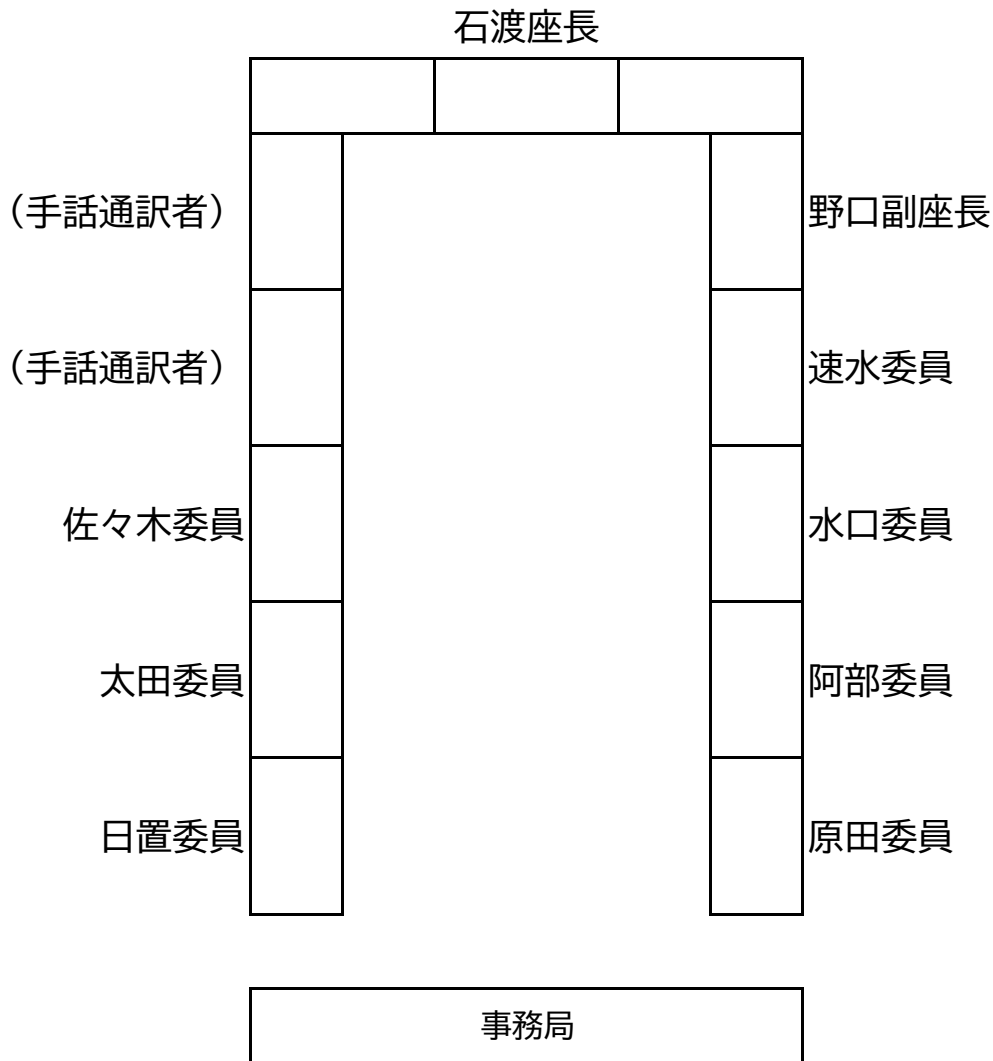 石渡座長
（手話通訳者）
野口副座長
（手話通訳者）
速水委員
佐々木委員
水口委員
太田委員
阿部委員
日置委員
原田委員
事務局